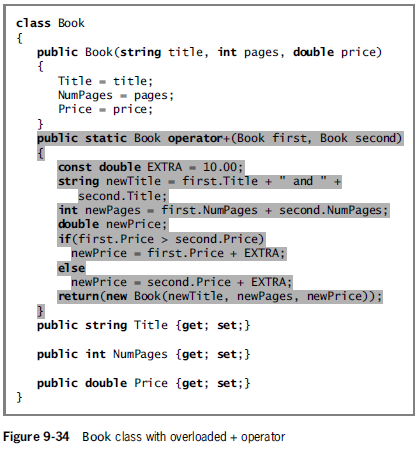 class Book
{
public Book(string title, int pages, double price)
{
Title = title;
NumPages = pages;
Price = price;
}
public static Book operator+(Book first, Book second)
{
const double EXTRA = 10.00;
string newTitle = first.Title + " and " +
second.Title;
int newPages = first.NumPages + second.NumPages;
double newPrice;
if(first.Price > second.Price)
newPrice = first.Price + EXTRA;
else
newPrice = second.Price + EXTRA;
return(new Book(newTitle, newPages, newPrice));
}
public string Title {get; set;}
public int NumPages {get; set;}
public double Price {get; set;}
}
Figure 9-34 Book class with overloaded + operator